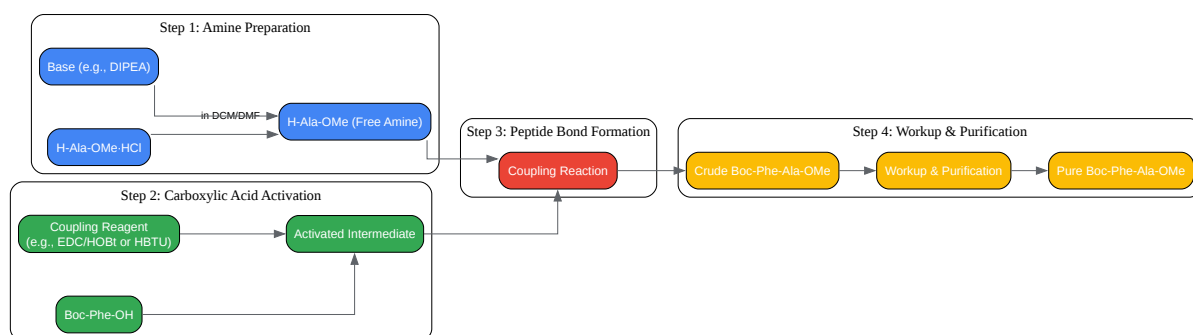 Step 1: Amine Preparation
Base (e.g., DIPEA)
in DCM/DMF
H-Ala-OMe (Free Amine)
H-Ala-OMe·HCl
Step 2: Carboxylic Acid Activation
Coupling Reagent
(e.g., EDC/HOBt or HBTU)
Activated Intermediate
Boc-Phe-OH
Step 3: Peptide Bond Formation
Coupling Reaction
Step 4: Workup & Purification
Crude Boc-Phe-Ala-OMe
Workup & Purification
Pure Boc-Phe-Ala-OMe